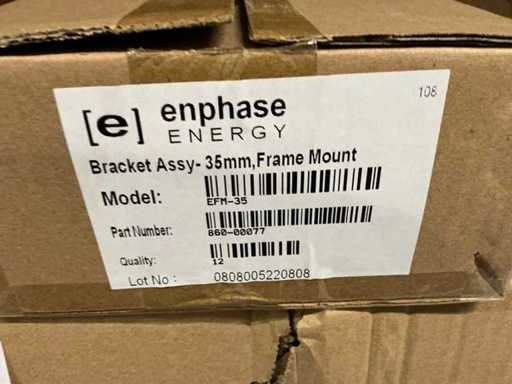 108
[e] enphase
ENERGY
Bracket Assy- 35mm,Frame Mount
Model:
EFM-35
Part Number:
860-00077
Quality:
12
Lot No : 0808005220808